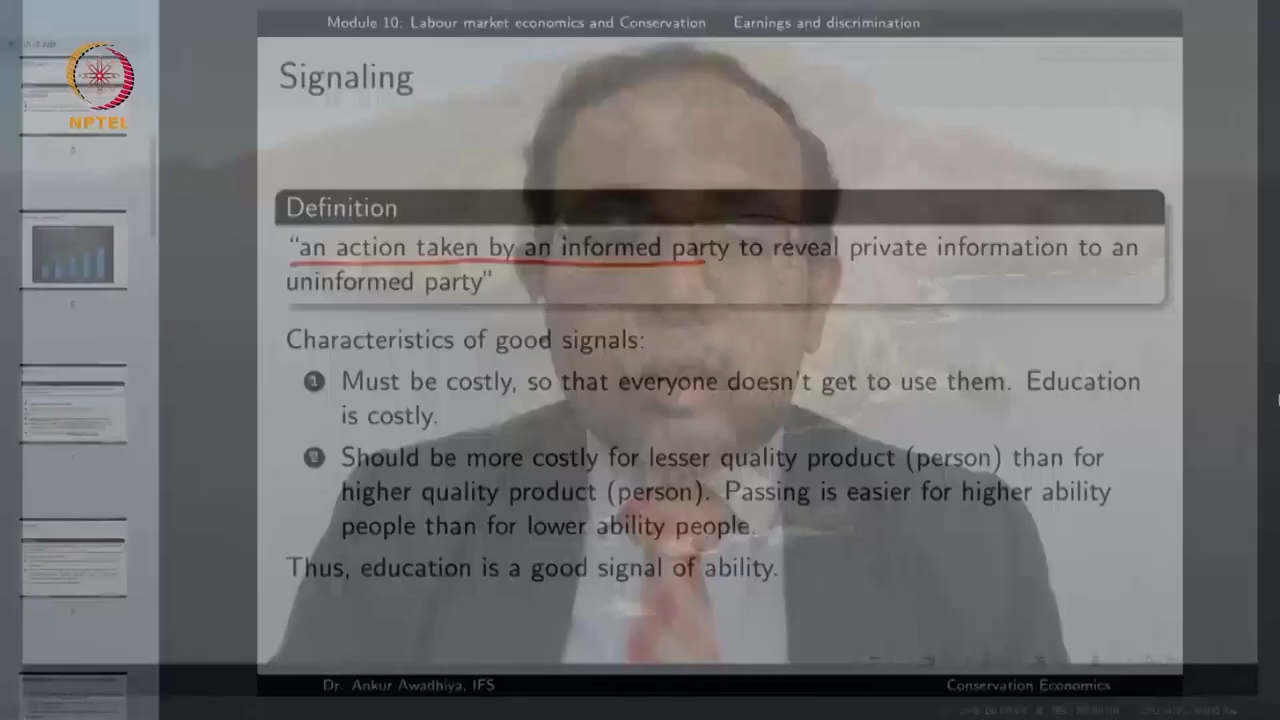 Module 10: Labour market economics and Conservation Earnings and discrimination
NPTEL
Signaling
Definition
“an action taken by an informed party to reveal private information to an
uninformed party”
Characteristics of good signals:
1 Must be costly, so that everyone doesn't get to use them. Education
is costly.
2 Should be more costly for lesser quality product (person) than for
higher quality product (person). Passing is easier for higher ability
people than for lower ability people.
Thus, education is a good signal of ability.
Dr. Ankur Awadhiya, IFS Conservation Economics